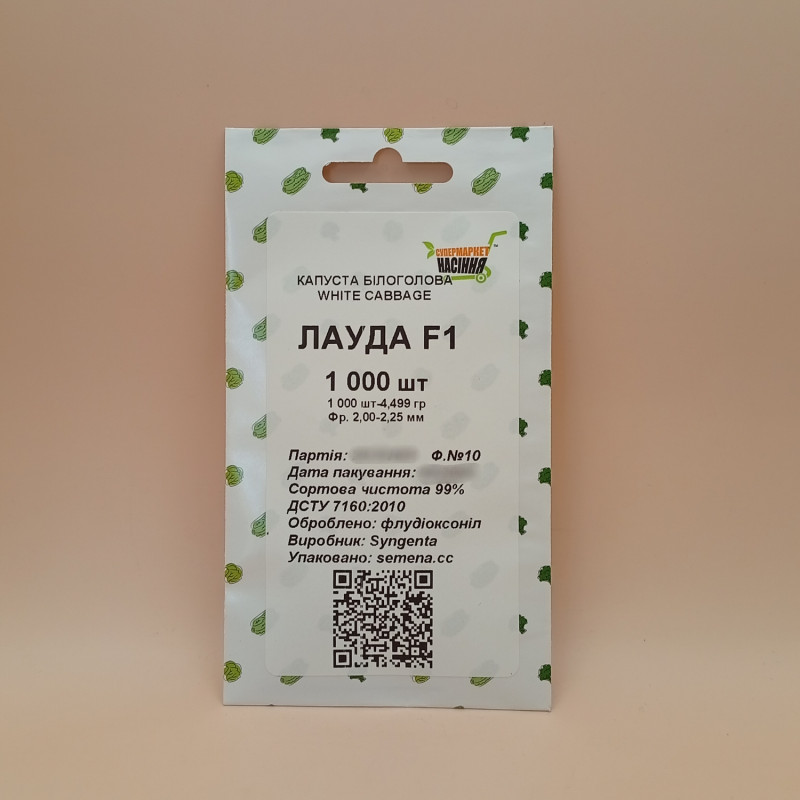 СУПЕРМАРКЕТ
НАСІННЯ
КАПУСТА БІЛОГОЛОВА
WHITE CABBAGE
ЛАУДА F1
1 000 шт
1 000 шт-4,499 гр
Фр. 2,00-2,25 мм
Партія: Ф.№10
Дата пакування:
Сортова чистота 99%
ДСТУ 7160:2010
Оброблено: флудіоксоніл
Виробник: Syngenta
Упаковано: semena.cc